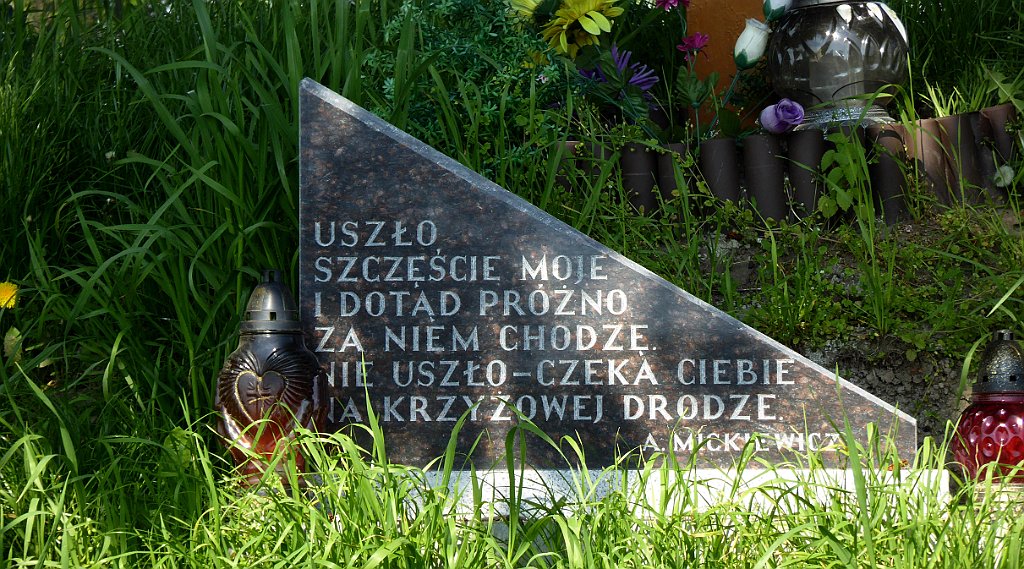 USZŁO
SZCZĘŚCIE MOJE
I DOTĄD PRÓŻNO
ZA NIEM CHODZĘ.
NIE USZŁO-CZEKA CIEBIE
NA KRZYŻOWEJ DRODZE
A. MICKIEWICZ